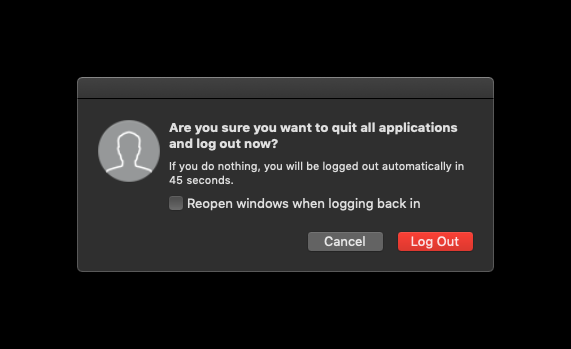 Are you sure you want to quit all applications
and log out now?
If you do nothing, you will be logged out automatically in
45 seconds.
Reopen windows when logging back in
Cancel
Log Out